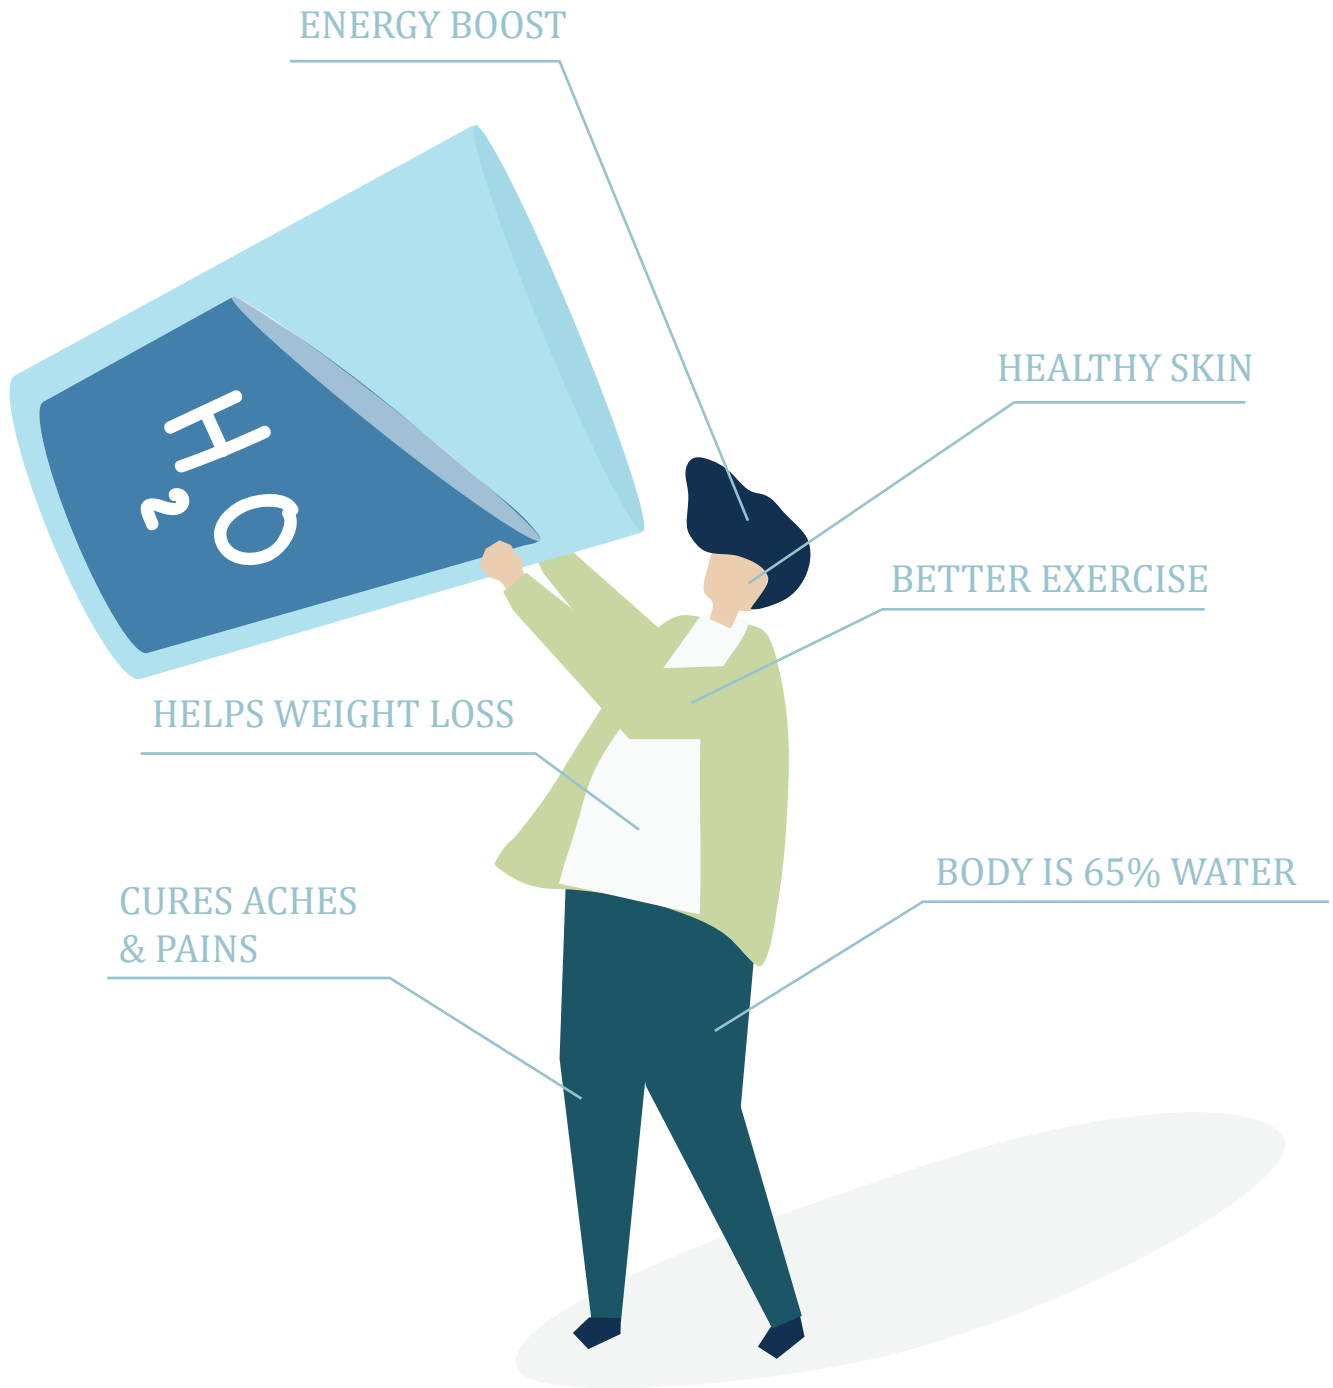 ENERGY BOOST
HEALTHY SKIN
H2O
BETTER EXERCISE
HELPS WEIGHT LOSS
BODY IS 65% WATER
CURES ACHES
& PAINS